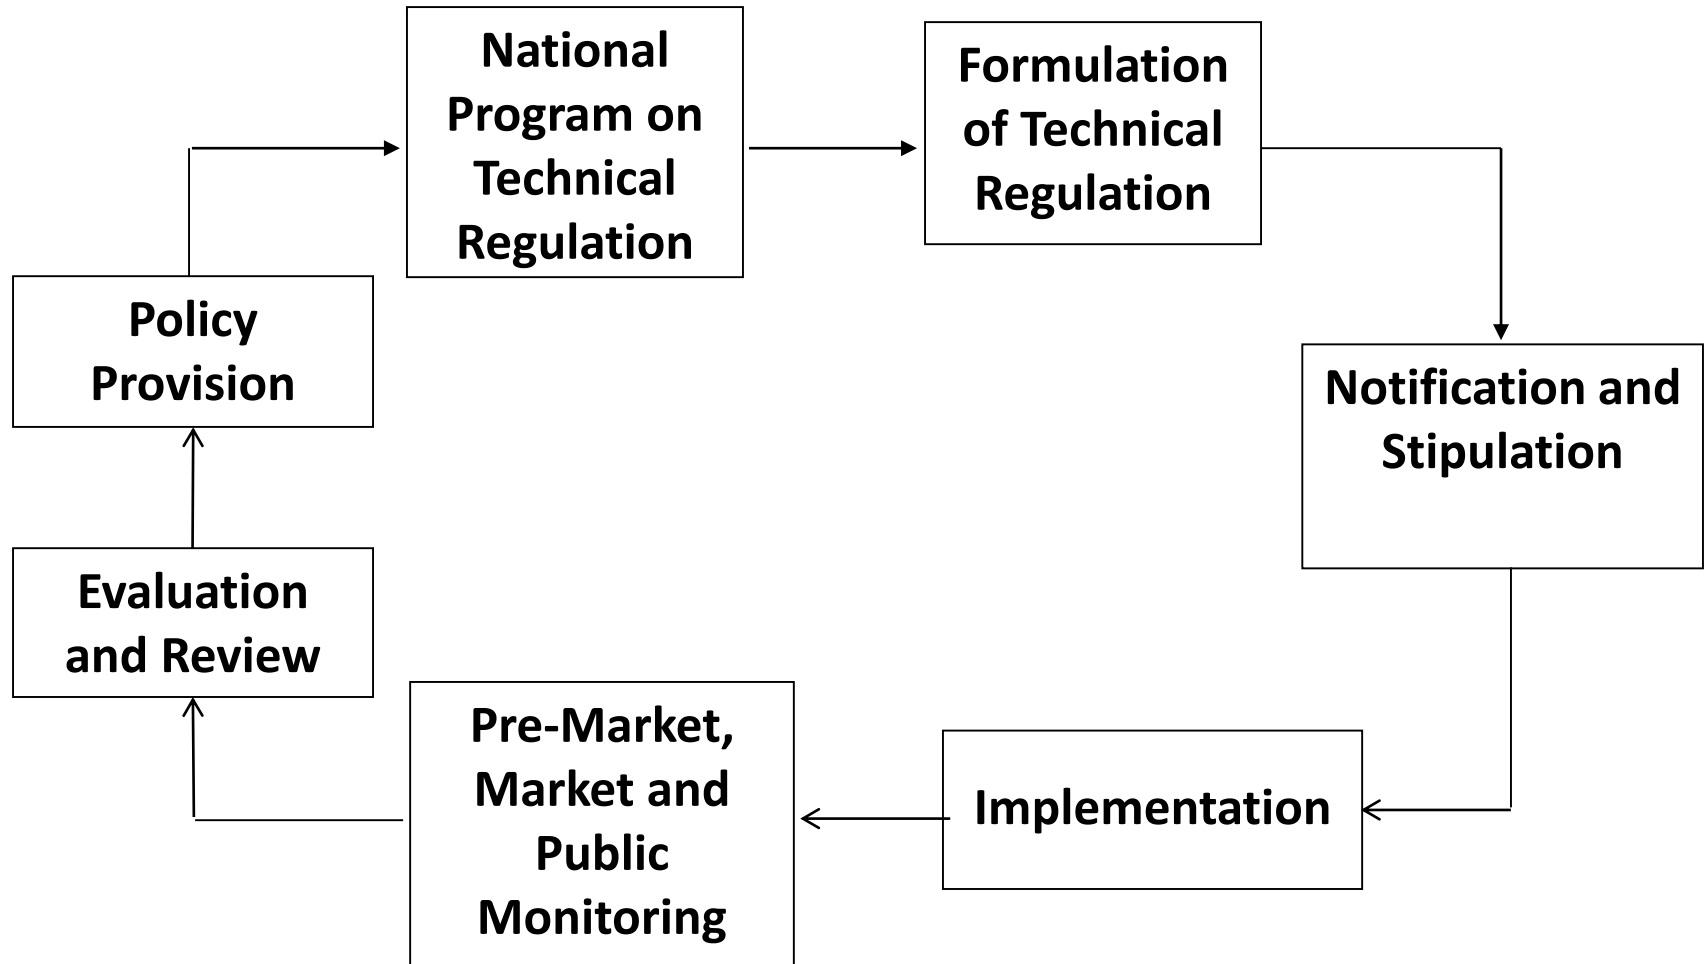 National
Program on
Technical
Regulation
Formulation
of Technical
Regulation
Policy
Provision
Notification and
Stipulation
Evaluation
and Review
Pre-Market,
Market and
Public
Monitoring
Implementation